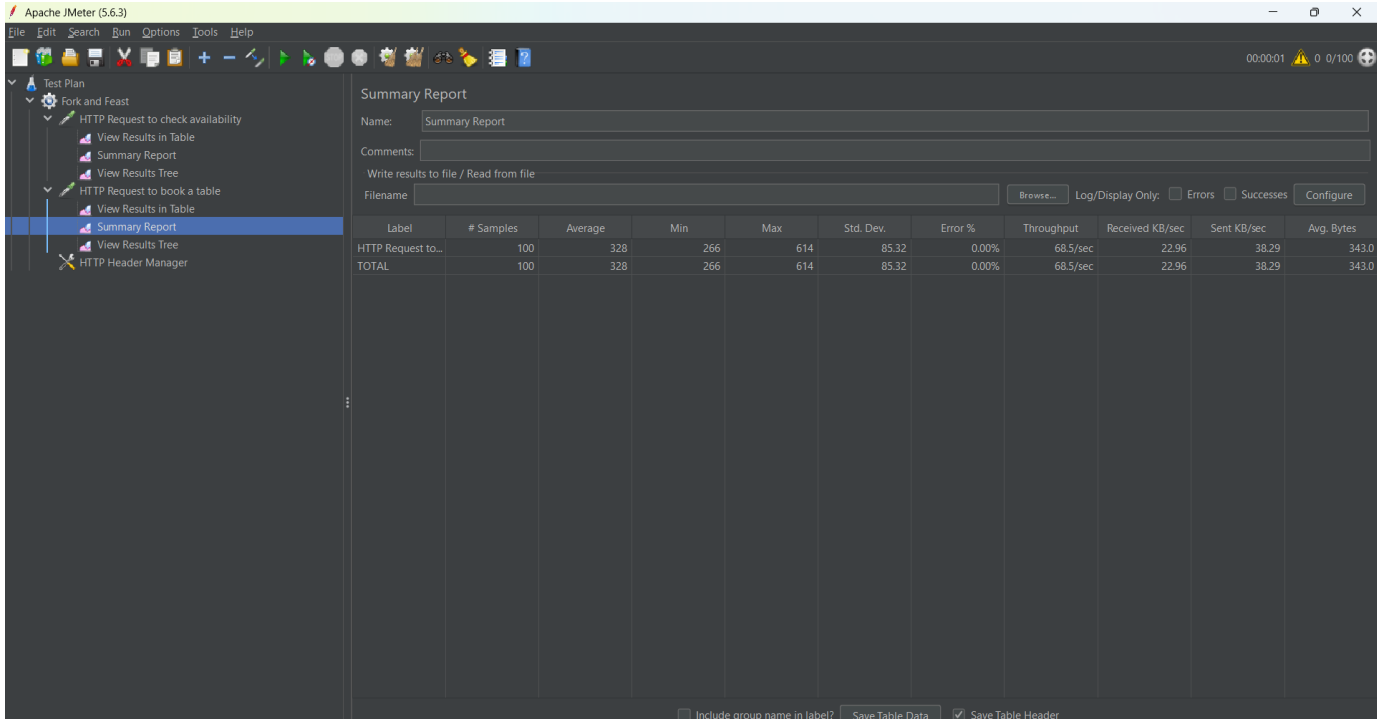 Apache JMeter (5.6.3)
File Edit Search Run Options Tools Help
00:00:01 0 0/100
Test Plan
Fork and Feast
HTTP Request to check availability
View Results in Table
Summary Report
View Results Tree
HTTP Request to book a table
View Results in Table
Summary Report
View Results Tree
HTTP Header Manager
Summary Report
Name: Summary Report
Comments:
Write results to file / Read from file
Filename Browse... Log/Display Only: Errors Successes Configure
Label # Samples Average Min Max Std. Dev. Error % Throughput Received KB/sec Sent KB/sec Avg. Bytes
HTTP Request to... 100 328 266 614 85.32 0.00% 68.5/sec 22.96 38.29 343.0
TOTAL 100 328 266 614 85.32 0.00% 68.5/sec 22.96 38.29 343.0
Include group name in label? Save Table Data Save Table Header